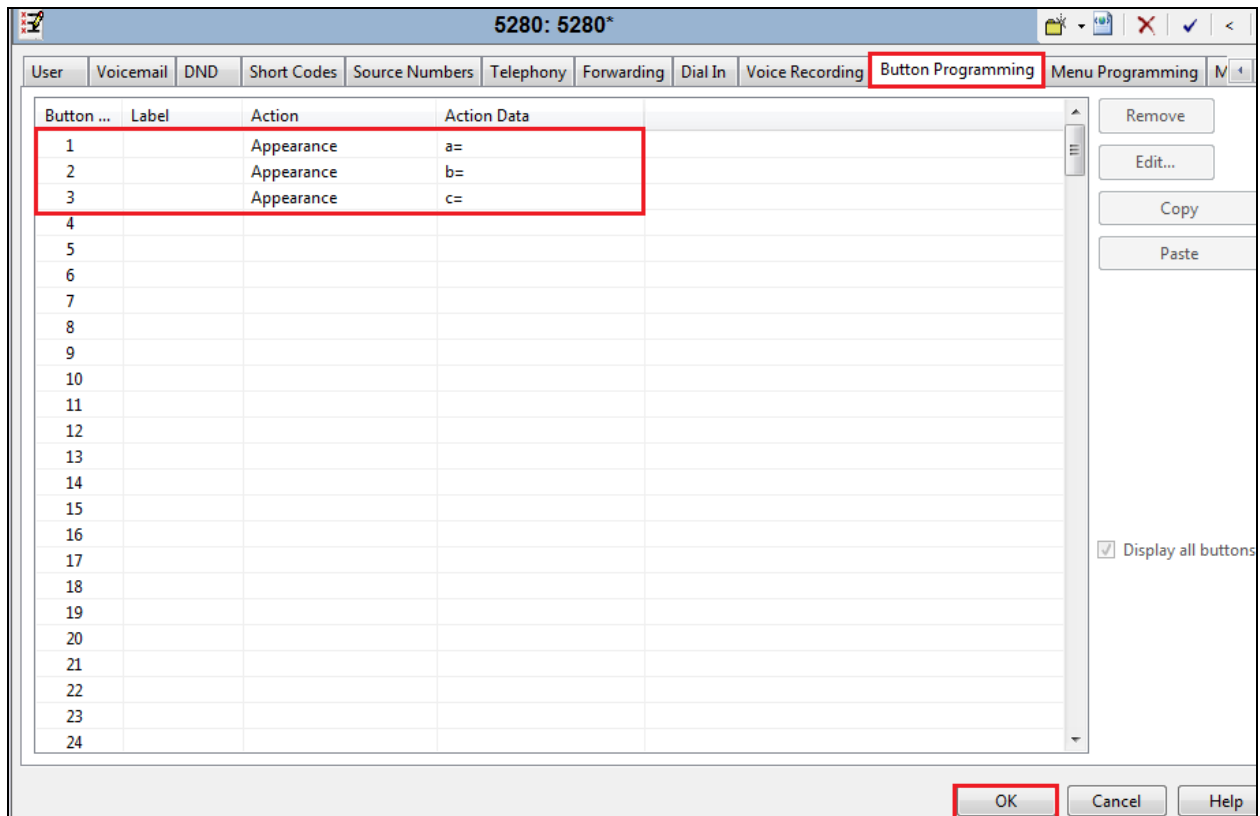 5280: 5280*
User Voicemail DND Short Codes Source Numbers Telephony Forwarding Dial In Voice Recording Button Programming Menu Programming M
Button ... Label Action Action Data
1 Appearance a=
2 Appearance b=
3 Appearance c=
4
5
6
7
8
9
10
11
12
13
14
15
16
17
18
19
20
21
22
23
24
Remove
Edit...
Copy
Paste
Display all buttons
OK Cancel Help